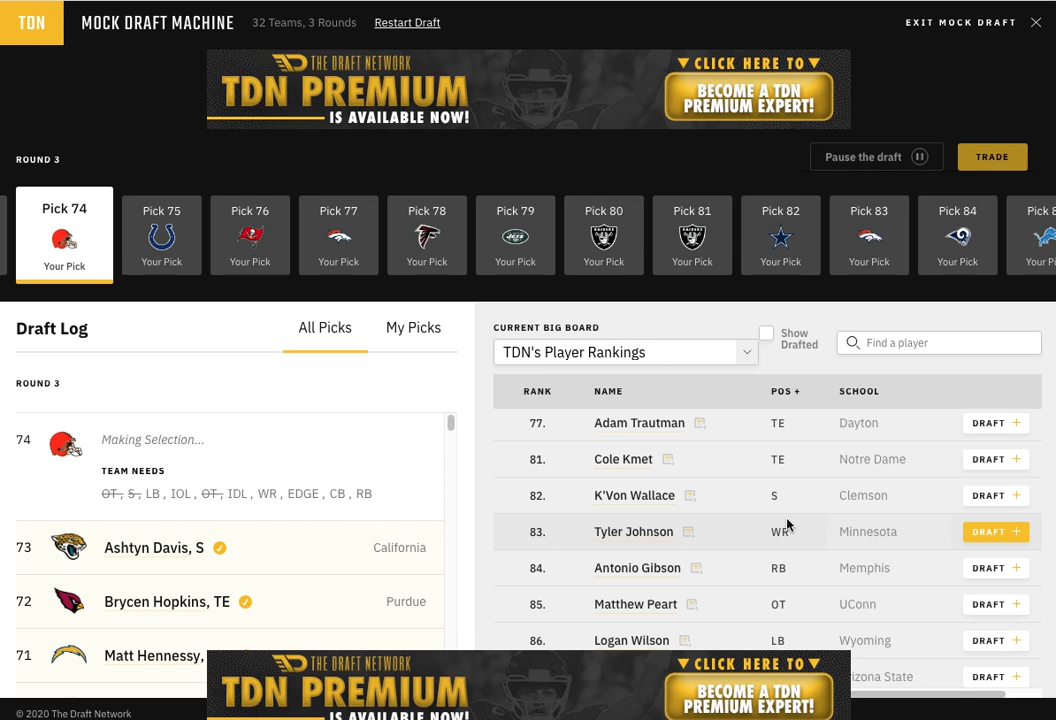 TDN MOCK DRAFT MACHINE 32 Teams, 3 Rounds Restart Draft EXIT MOCK DRAFT
THE DRAFT NETWORK
TDN PREMIUM
IS AVAILABLE NOW!
CLICK HERE TO
BECOME A TDN
PREMIUM EXPERT!
ROUND 3
Pause the draft TRADE
Pick 74 Pick 75 Pick 76 Pick 77 Pick 78 Pick 79 Pick 80 Pick 81 Pick 82 Pick 83 Pick 84 Pick 8
JETS RAIDERS RAIDERS
Your Pick Your Pick Your Pick Your Pick Your Pick Your Pick Your Pick Your Pick Your Pick Your Pick Your Pick Your P
Draft Log All Picks My Picks
ROUND 3
74 Making Selection...
TEAM NEEDS
OT, S, LB, IOL, OT, IDL, WR, EDGE, CB, RB
73 Ashtyn Davis, S California
72 Brycen Hopkins, TE Purdue
71 Matt Hennessy,
CURRENT BIG BOARD
TDN's Player Rankings
Show
Drafted
Find a player
RANK NAME POS + SCHOOL
77. Adam Trautman TE Dayton DRAFT +
81. Cole Kmet TE Notre Dame DRAFT +
82. K'Von Wallace S Clemson DRAFT +
83. Tyler Johnson WR Minnesota DRAFT +
84. Antonio Gibson RB Memphis DRAFT +
85. Matthew Peart OT UConn DRAFT +
86. Logan Wilson LB Wyoming DRAFT +
izona State DRAFT +
THE DRAFT NETWORK
TDN PREMIUM
IS AVAILABLE NOW!
CLICK HERE TO
BECOME A TDN
PREMIUM EXPERT!
© 2020 The Draft Network